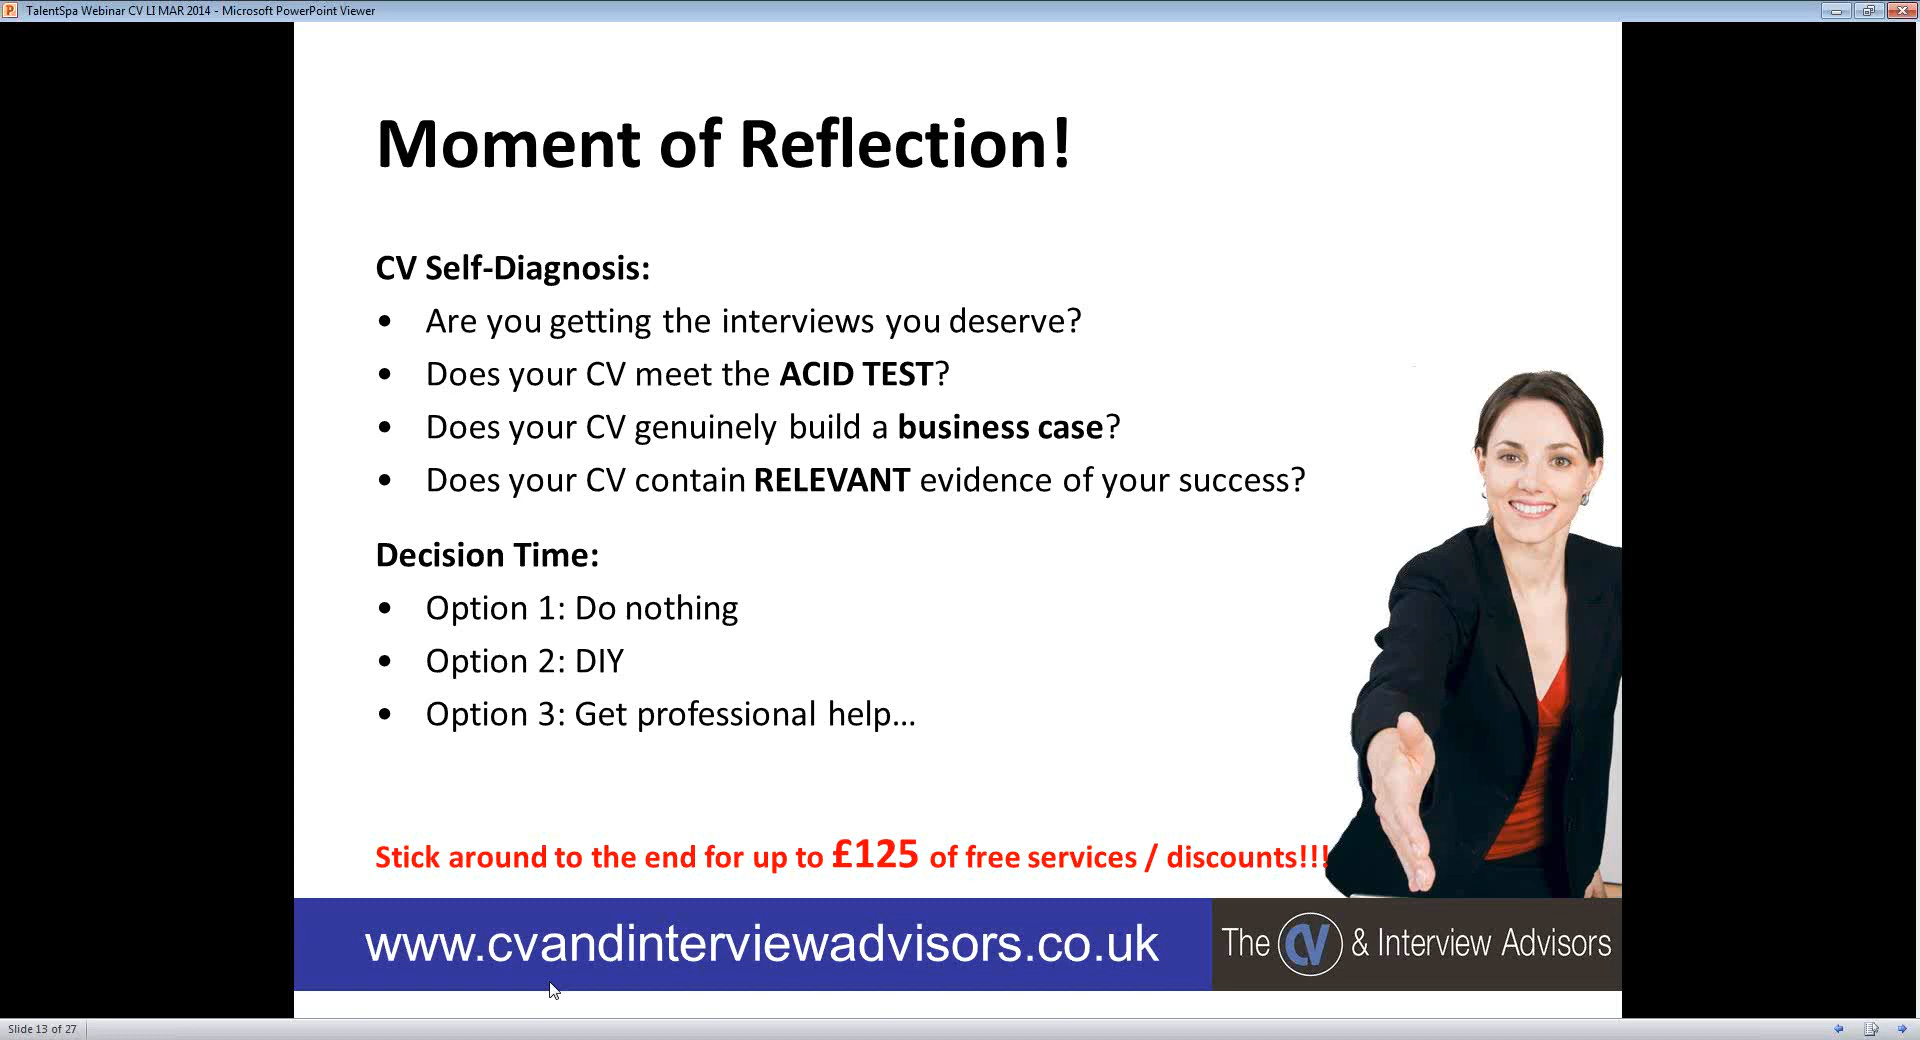 TalentSpa Webinar CV LI MAR 2014 - Microsoft PowerPoint Viewer
Moment of Reflection!
CV Self-Diagnosis:
• Are you getting the interviews you deserve?
• Does your CV meet the ACID TEST?
• Does your CV genuinely build a business case?
• Does your CV contain RELEVANT evidence of your success?
Decision Time:
• Option 1: Do nothing
• Option 2: DIY
• Option 3: Get professional help...
Stick around to the end for up to £125 of free services / discounts!!!
www.cvandinterviewadvisors.co.uk
The CV & Interview Advisors
Slide 13 of 27